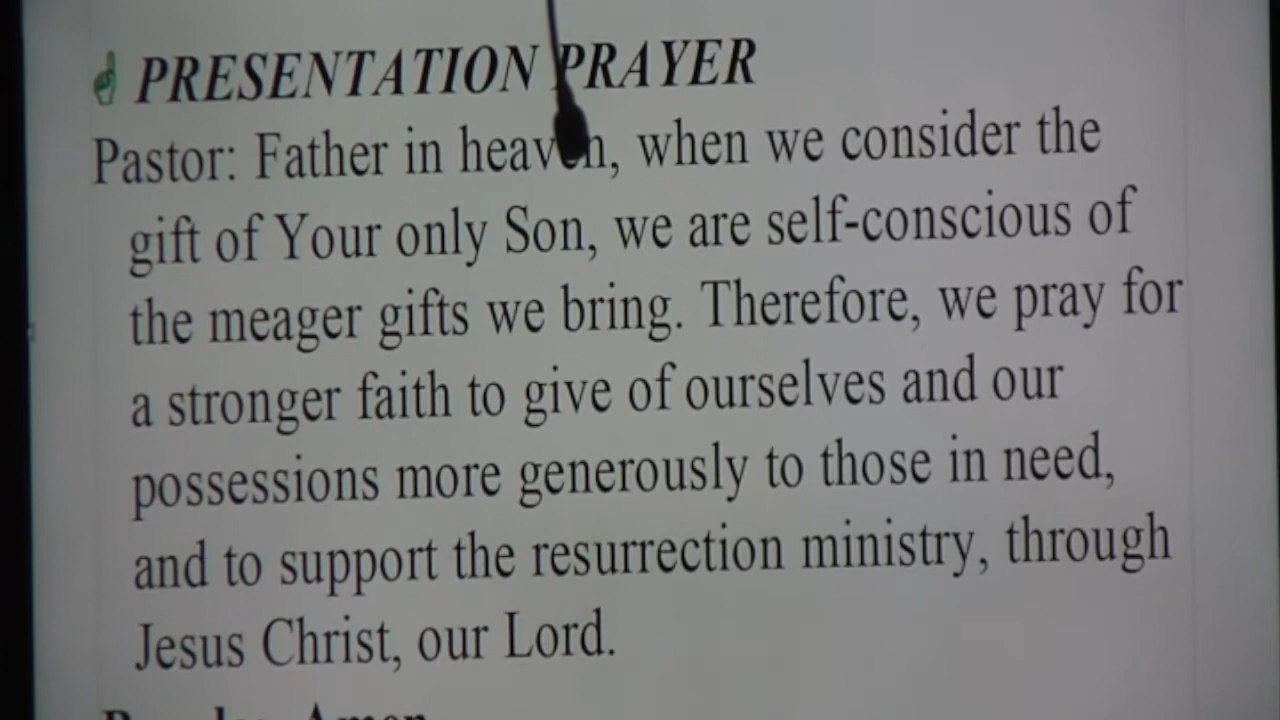 PRESENTATION PRAYER
Pastor: Father in heaven, when we consider the
gift of Your only Son, we are self-conscious of
the meager gifts we bring. Therefore, we pray for
a stronger faith to give of ourselves and our
possessions more generously to those in need,
and to support the resurrection ministry, through
Jesus Christ, our Lord.
Amen